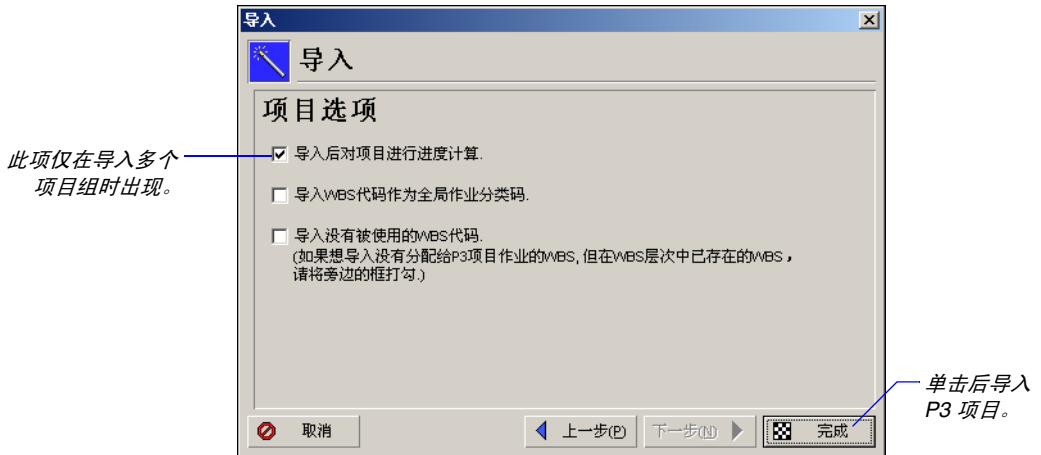 导入
导入
项目选项
此项仅在导入多个
项目组时出现。
导入后对项目进行进度计算.
导入WBS代码作为全局作业分类码.
导入没有被使用的WBS代码.
(如果想导入没有分配给P3项目作业的WBS, 但在WBS层次中已存在的WBS，
请将旁边的框打勾.)
单击后导入
P3 项目。
取消
上一步(P)
下一步(N)
完成